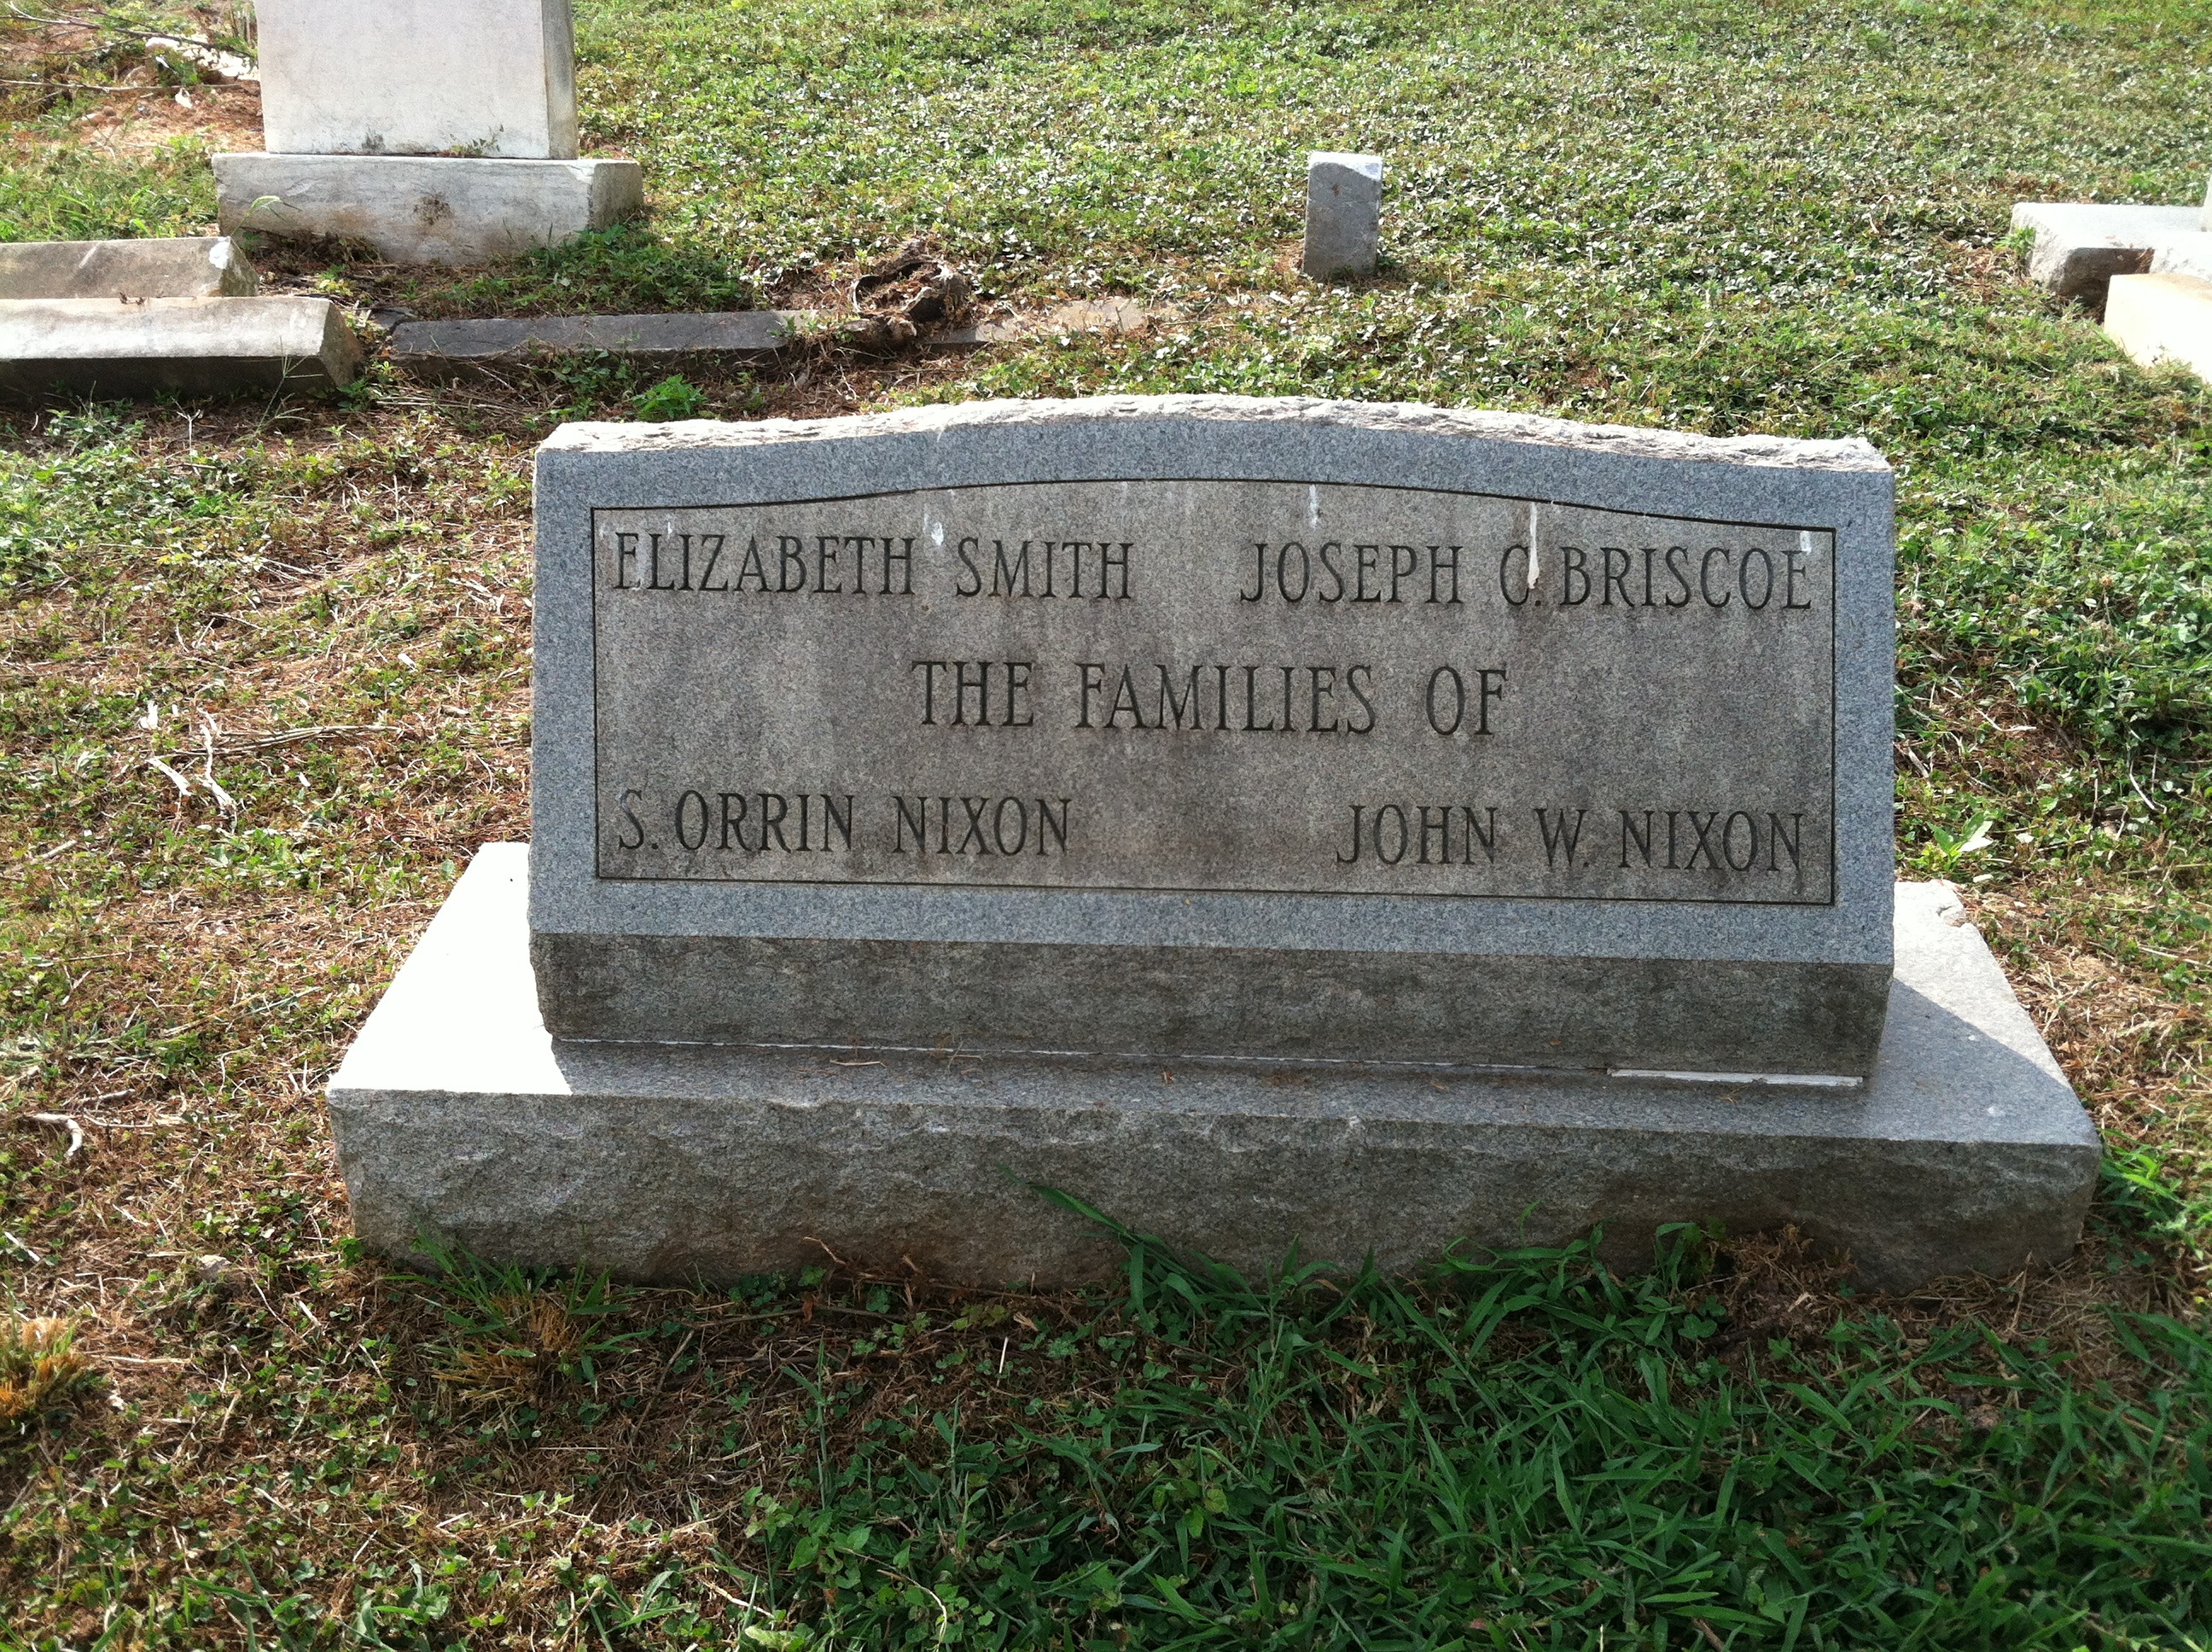 ELIZABETH SMITH JOSEPH C. BRISCOE
THE FAMILIES OF
S. ORRIN NIXON JOHN W. NIXON